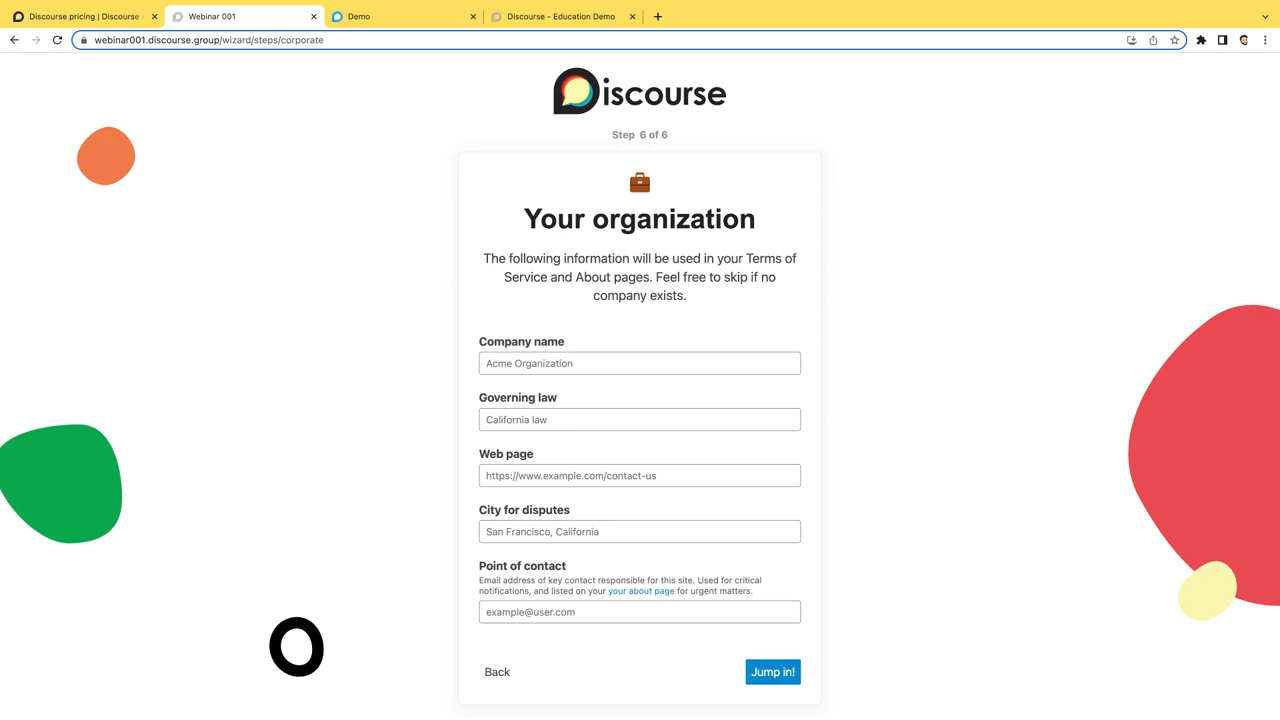 Discourse pricing | Discourse -
Webinar 001
Demo
Discourse - Education Demo
webinar001.discourse.group/wizard/steps/corporate
Discourse
Step 6 of 6
Your organization
The following information will be used in your Terms of
Service and About pages. Feel free to skip if no
company exists.
Company name
Acme Organization
Governing law
California law
Web page
https://www.example.com/contact-us
City for disputes
San Francisco, California
Point of contact
Email address of key contact responsible for this site. Used for critical
notifications, and listed on your your about page for urgent matters.
example@user.com
Back
Jump in!